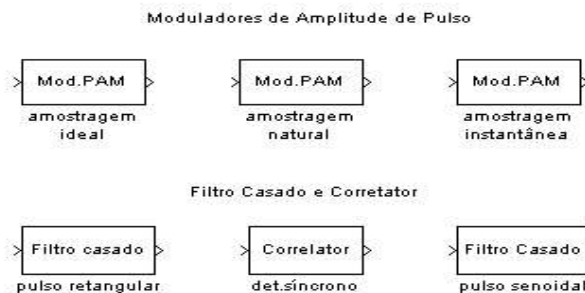 Moduladores de Amplitude de Pulso
Mod.PAM Mod.PAM Mod.PAM
amostragem ideal
amostragem natural
amostragem instantânea
Filtro Casado e Corretator
Filtro casado Correlator Filtro Casado
pulso retangular det.síncrono pulso senoidal